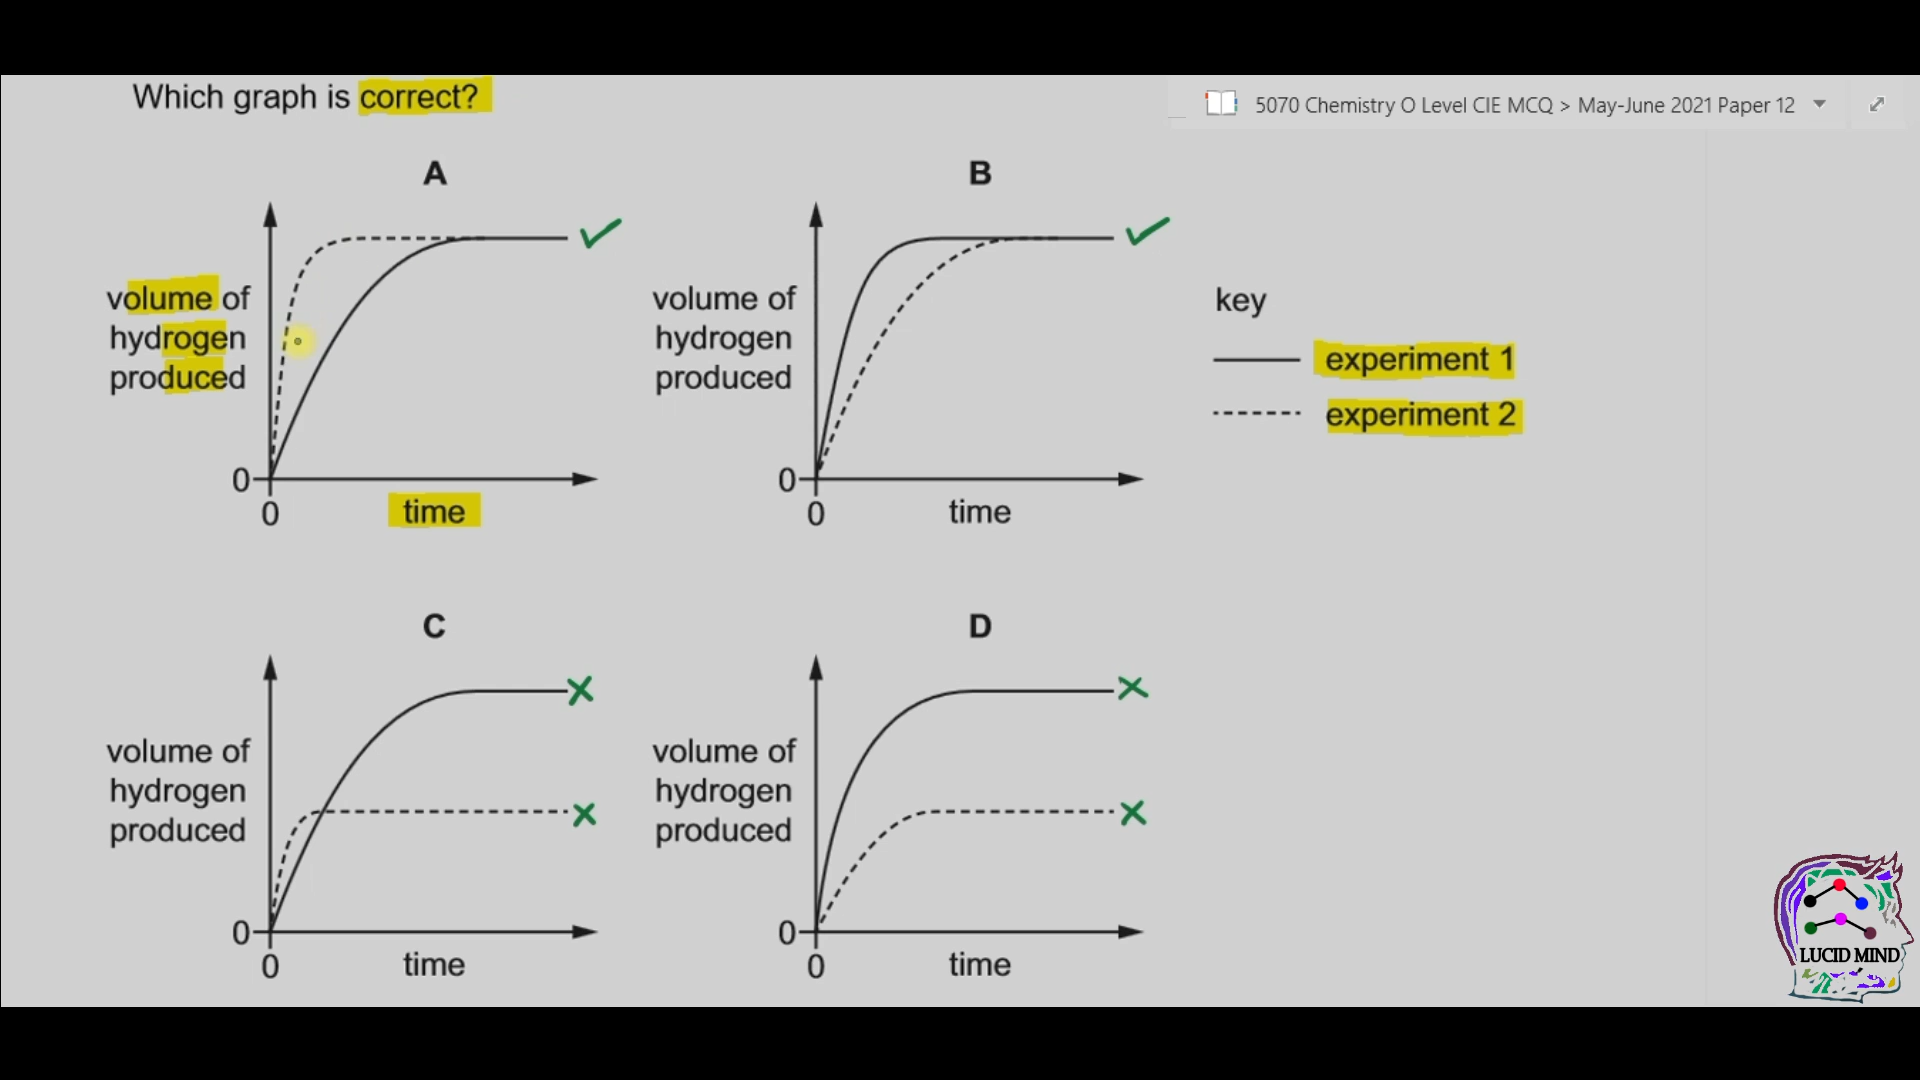 Which graph is correct?
5070 Chemistry O Level CIE MCQ > May-June 2021 Paper 12
A
volume of
hydrogen
produced
0
0
time
B
volume of
hydrogen
produced
0
0
time
key
experiment 1
experiment 2
C
volume of
hydrogen
produced
0
0
time
D
volume of
hydrogen
produced
0
0
time
LUCID MIND